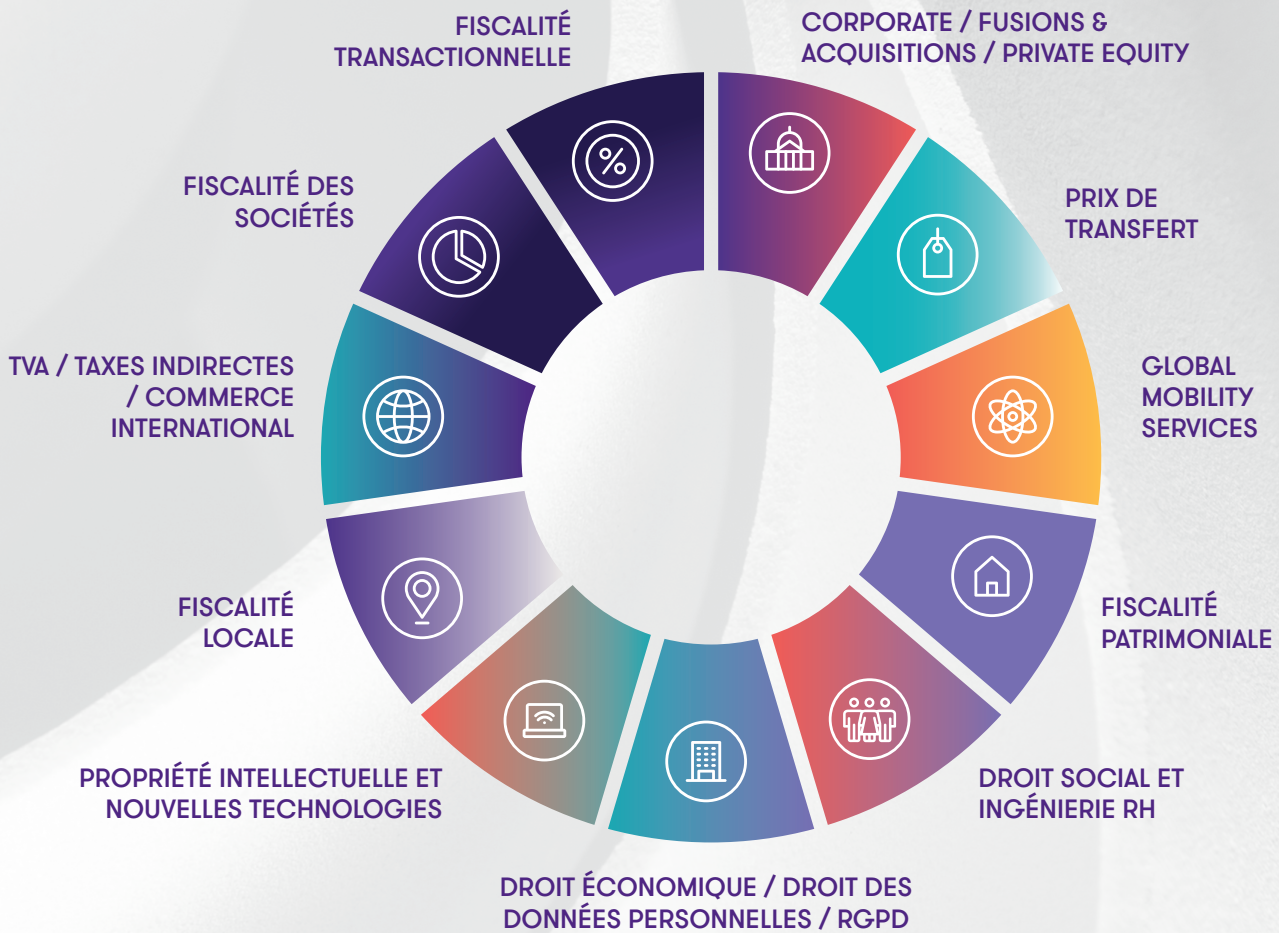 FISCALITÉ
TRANSACTIONNELLE
CORPORATE / FUSIONS &
ACQUISITIONS / PRIVATE EQUITY
FISCALITÉ DES
SOCIÉTÉS
PRIX DE
TRANSFERT
TVA / TAXES INDIRECTES
/ COMMERCE
INTERNATIONAL
GLOBAL
MOBILITY
SERVICES
FISCALITÉ
LOCALE
FISCALITÉ
PATRIMONIALE
PROPRIÉTÉ INTELLECTUELLE ET
NOUVELLES TECHNOLOGIES
DROIT SOCIAL ET
INGÉNIERIE RH
DROIT ÉCONOMIQUE / DROIT DES
DONNÉES PERSONNELLES / RGPD